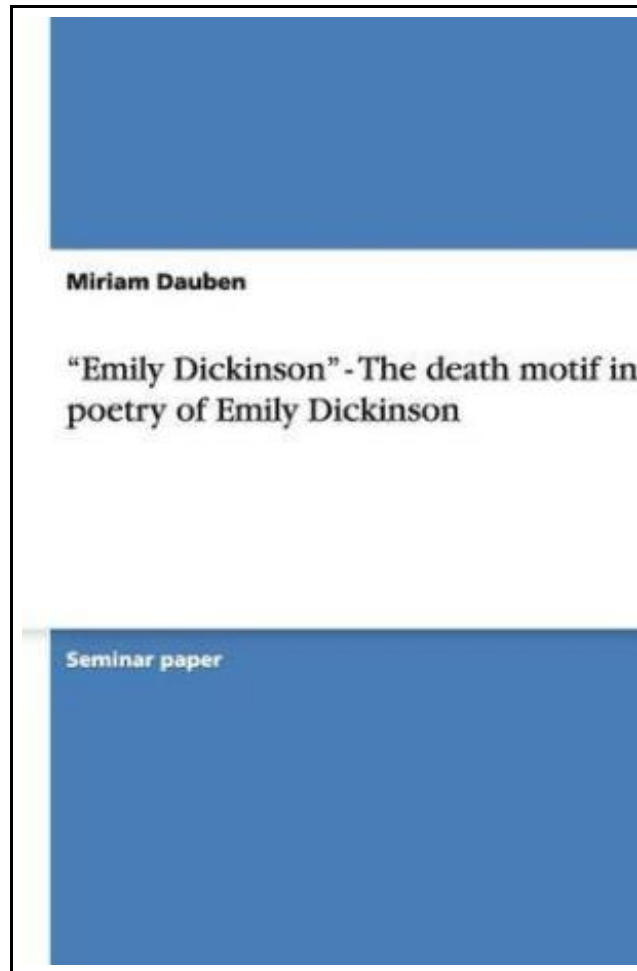 Miriam Dauben
“Emily Dickinson” - The death motif in
poetry of Emily Dickinson
Seminar paper